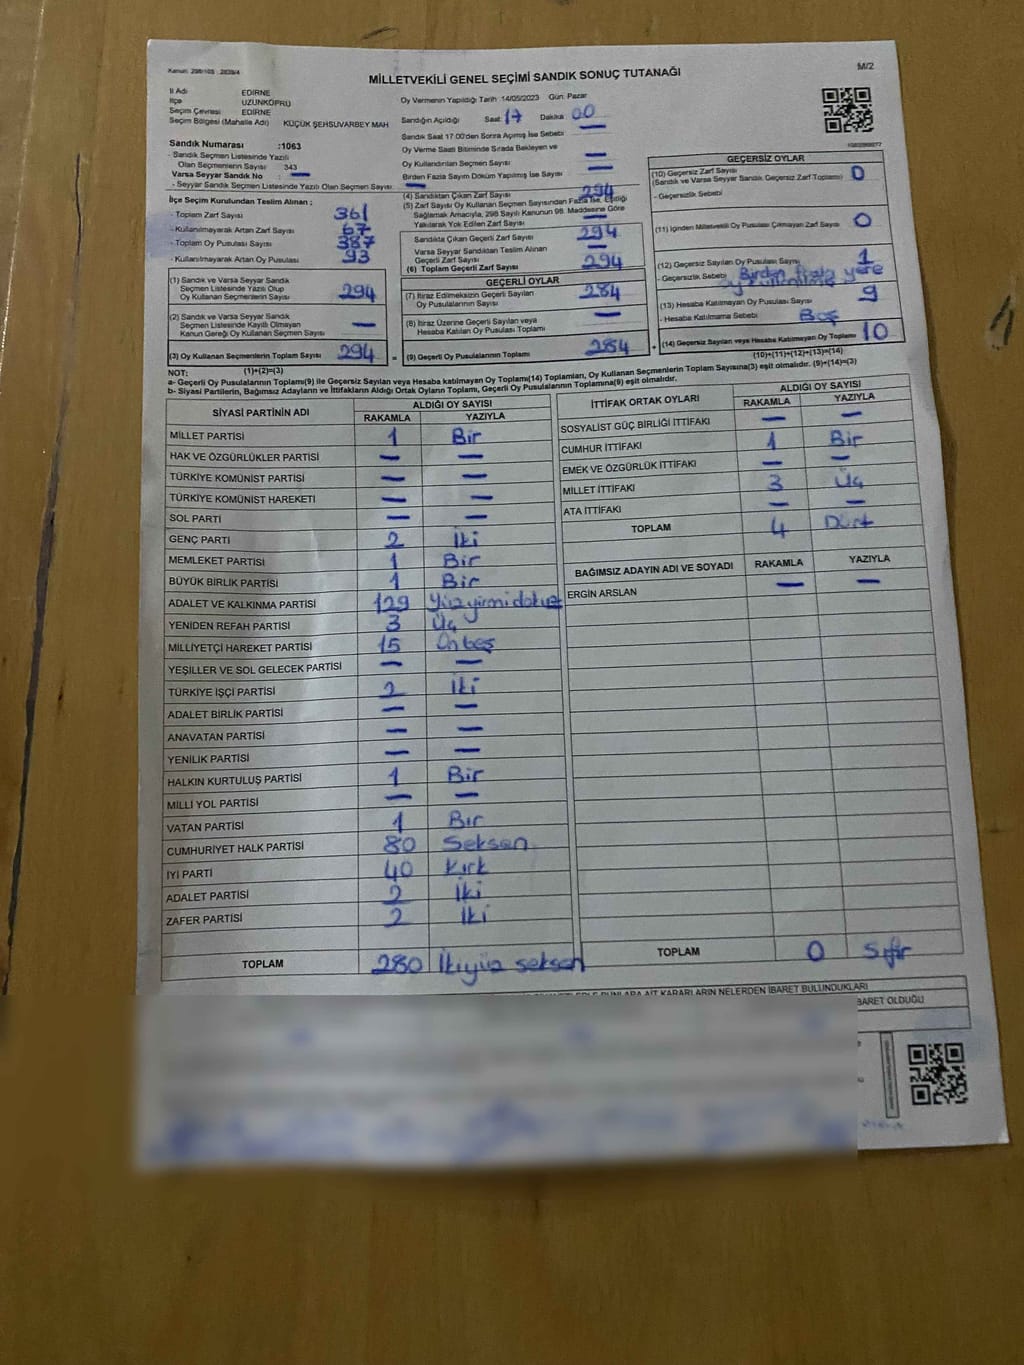 Kanun: 298/105 , 2839/4
M/2
MİLLETVEKİLİ GENEL SEÇİMİ SANDIK SONUÇ TUTANAĞI
İl Adı EDİRNE
İlçe UZUNKÖPRÜ
Seçim Çevresi EDİRNE
Seçim Bölgesi (Mahalle Adı) KÜÇÜK ŞEHSUVARBEY MAH
Sandık Numarası :1063
- Sandık Seçmen Listesinde Yazılı
Olan Seçmenlerin Sayısı 343
Varsa Seyyar Sandık No : —
- Seyyar Sandık Seçmen Listesinde Yazılı Olan Seçmen Sayısı: —
İlçe Seçim Kurulundan Teslim Alınan ;
- Toplam Zarf Sayısı 361
- Kullanılmayarak Artan Zarf Sayısı 67
- Toplam Oy Pusulası Sayısı 387
- Kullanılmayarak Artan Oy Pusulası 93
(1) Sandık ve Varsa Seyyar Sandık
Seçmen Listesinde Yazılı Olup
Oy Kullanan Seçmenlerin Sayısı 294
(2) Sandık ve Varsa Seyyar Sandık
Seçmen Listesinde Kayıtlı Olmayan
Kanun Gereği Oy Kullanan Seçmen Sayısı —
(3) Oy Kullanan Seçmenlerin Toplam Sayısı 294 =
Oy Vermenin Yapıldığı Tarih 14/05/2023 Gün: Pazar
Sandığın Açıldığı Saat: 17 Dakika 00
Sandık Saat 17:00'den Sonra Açılmış İse Sebebi —
Oy Verme Saati Bitiminde Sırada Bekleyen ve
Oy Kullandırılan Seçmen Sayısı —
Birden Fazla Sayım Döküm Yapılmış İse Sayısı —
(4) Sandıktan Çıkan Zarf Sayısı 294
(5) Zarf Sayısı Oy Kullanan Seçmen Sayısından Fazla İse, Eşitliği
Sağlamak Amacıyla, 298 Sayılı Kanunun 98. Maddesine Göre
Yakılarak Yok Edilen Zarf Sayısı —
Sandıkta Çıkan Geçerli Zarf Sayısı 294
Varsa Seyyar Sandıktan Teslim Alınan
Geçerli Zarf Sayısı —
(6) Toplam Geçerli Zarf Sayısı 294
GEÇERLİ OYLAR
(7) İtiraz Edilmeksizin Geçerli Sayılan
Oy Pusulalarının Sayısı 284
(8) İtiraz Üzerine Geçerli Sayılan veya
Hesaba Katılan Oy Pusulası Toplamı —
(9) Geçerli Oy Pusulalarının Toplamı 284 +
GEÇERSİZ OYLAR
(10) Geçersiz Zarf Sayısı 0
(Sandık ve Varsa Seyyar Sandık Geçersiz Zarf Toplamı)
- Geçersizlik Sebebi
(11) İçinden Milletvekili Oy Pusulası Çıkmayan Zarf Sayısı 0
(12) Geçersiz Sayılan Oy Pusulası Sayısı 1
- Geçersizlik Sebebi Birden fazla yere
oy
(13) Hesaba Katılmayan Oy Pusulası Sayısı 9
- Hesaba Katılmama Sebebi Boş
(14) Geçersiz Sayılan veya Hesaba Katılmayan Oy Toplamı 10
NOT: (1)+(2)=(3)
(10)+(11)+(12)+(13)=(14)
a- Geçerli Oy Pusulalarının Toplamı(9) ile Geçersiz Sayılan veya Hesaba katılmayan Oy Toplamı(14) Toplamları, Oy Kullanan Seçmenlerin Toplam Sayısına(3) eşit olmalıdır. (9)+(14)=(3)
b- Siyasi Partilerin, Bağımsız Adayların ve İttifakların Aldığı Ortak Oyların Toplamı, Geçerli Oy Pusulalarının Toplamına(9) eşit olmalıdır.
SİYASİ PARTİNİN ADI ALDIĞI OY SAYISI
RAKAMLA YAZIYLA
MİLLET PARTİSİ 1 Bir
HAK VE ÖZGÜRLÜKLER PARTİSİ — —
TÜRKİYE KOMÜNİST PARTİSİ — —
TÜRKİYE KOMÜNİST HAREKETİ — —
SOL PARTİ — —
GENÇ PARTİ 2 İki
MEMLEKET PARTİSİ 1 Bir
BÜYÜK BİRLİK PARTİSİ 1 Bir
ADALET VE KALKINMA PARTİSİ 129 Yüzyirmidokuz
YENİDEN REFAH PARTİSİ 3 Üç
MİLLİYETÇİ HAREKET PARTİSİ 15 Onbeş
YEŞİLLER VE SOL GELECEK PARTİSİ — —
TÜRKİYE İŞÇİ PARTİSİ 2 İki
ADALET BİRLİK PARTİSİ — —
ANAVATAN PARTİSİ — —
YENİLİK PARTİSİ — —
HALKIN KURTULUŞ PARTİSİ 1 Bir
MİLLİ YOL PARTİSİ — —
VATAN PARTİSİ 1 Bir
CUMHURİYET HALK PARTİSİ 80 Seksen
İYİ PARTİ 40 Kırk
ADALET PARTİSİ 2 İki
ZAFER PARTİSİ 2 İki
TOPLAM 280 İkiyüz seksen
İTTİFAK ORTAK OYLARI ALDIĞI OY SAYISI
RAKAMLA YAZIYLA
SOSYALİST GÜÇ BİRLİĞİ İTTİFAKI — —
CUMHUR İTTİFAKI 1 Bir
EMEK VE ÖZGÜRLÜK İTTİFAKI — —
MİLLET İTTİFAKI 3 Üç
ATA İTTİFAKI — —
TOPLAM 4 Dört
BAĞIMSIZ ADAYIN ADI VE SOYADI RAKAMLA YAZIYLA
ERGİN ARSLAN — —
TOPLAM 0 Sıfır
BUNLARA AİT KARARLARIN NELERDEN İBARET BULUNDUKLARI
İBARET OLDUĞU